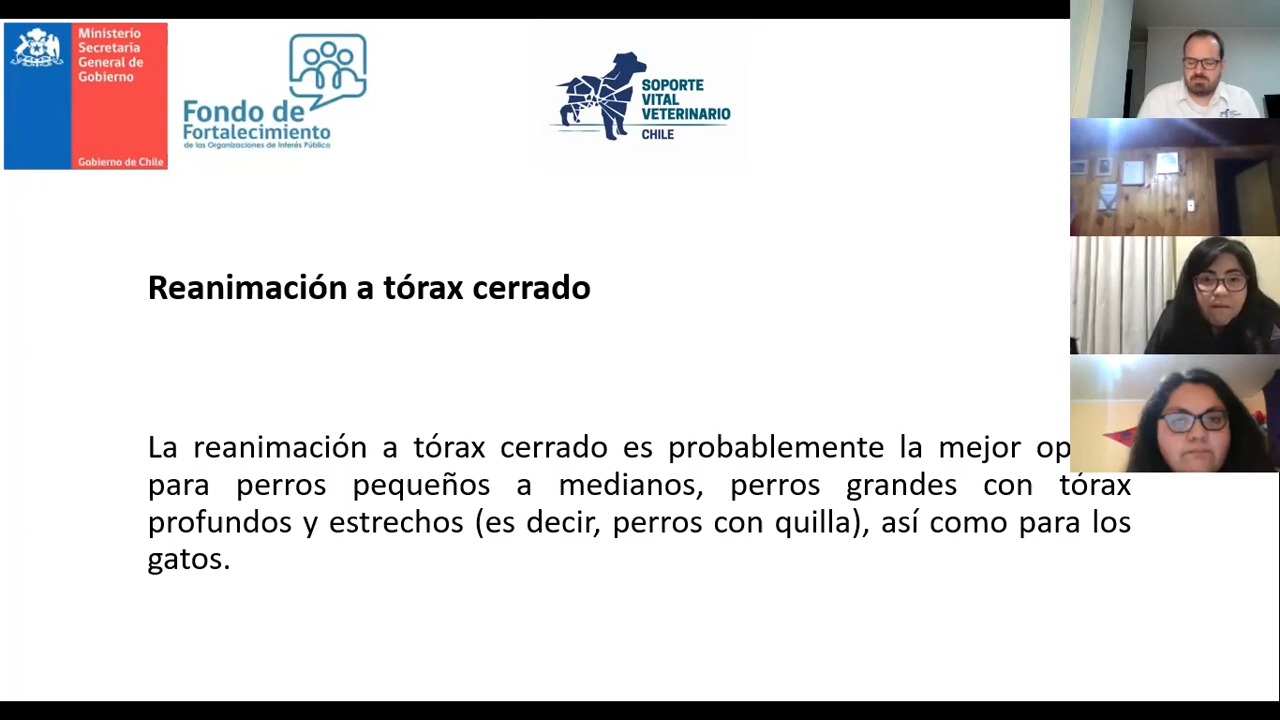 Ministerio
Secretaría
General de
Gobierno
Gobierno de Chile
Fondo de
Fortalecimiento
de las Organizaciones de Interés Público
SOPORTE
VITAL
VETERINARIO
CHILE
Reanimación a tórax cerrado
La reanimación a tórax cerrado es probablemente la mejor
para perros pequeños a medianos, perros grandes con tórax
profundos y estrechos (es decir, perros con quilla), así como para los
gatos.